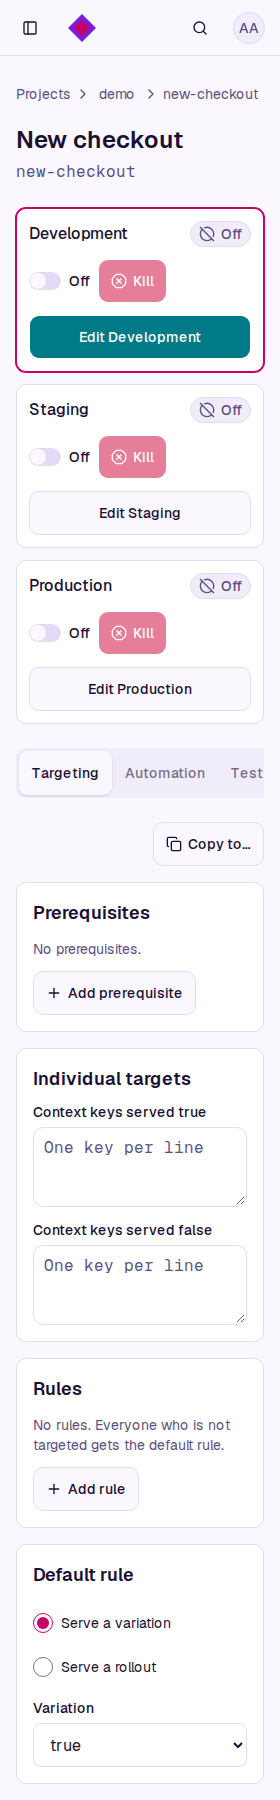 AA
Projects > demo > new-checkout
New checkout
new-checkout
Development Off
Off Kill
Edit Development
Staging Off
Off Kill
Edit Staging
Production Off
Off Kill
Edit Production
Targeting Automation Test
Copy to...
Prerequisites
No prerequisites.
+ Add prerequisite
Individual targets
Context keys served true
One key per line
Context keys served false
One key per line
Rules
No rules. Everyone who is not
targeted gets the default rule.
+ Add rule
Default rule
Serve a variation
Serve a rollout
Variation
true